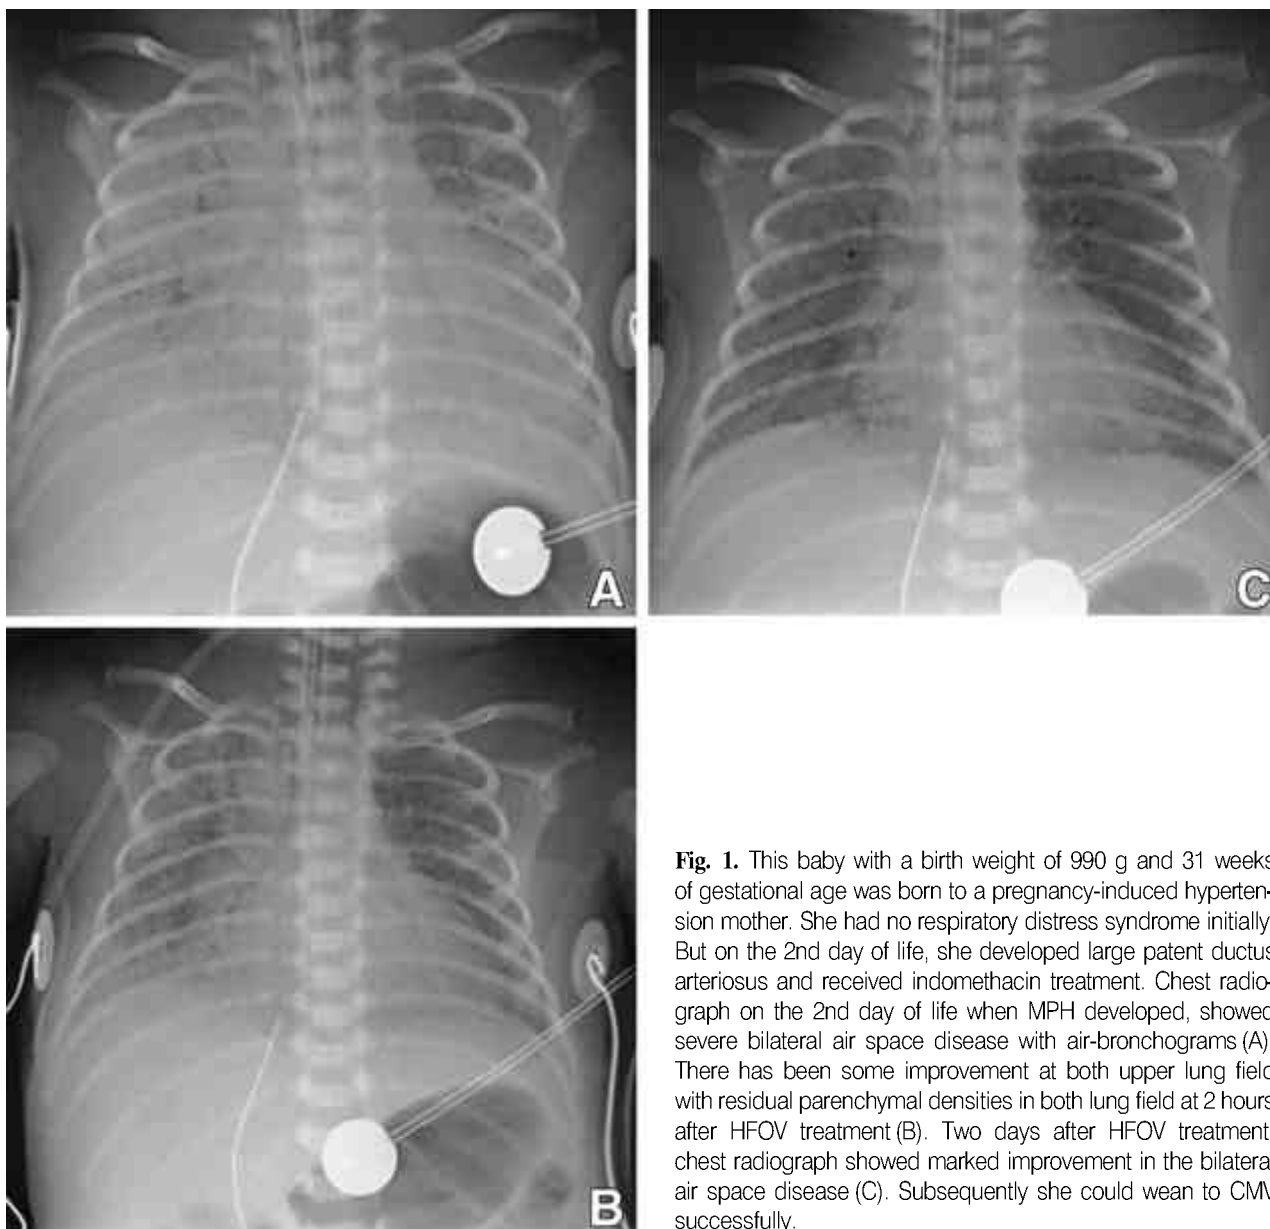 A
C
B
Fig. 1. This baby with a birth weight of 990 g and 31 weeks
of gestational age was born to a pregnancy-induced hyperten-
sion mother. She had no respiratory distress syndrome initially
But on the 2nd day of life, she developed large patent ductus
arteriosus and received indomethacin treatment. Chest radio-
graph on the 2nd day of life when MPH developed, showed
severe bilateral air space disease with air-bronchograms (A)
There has been some improvement at both upper lung field
with residual parenchymal densities in both lung field at 2 hours
after HFOV treatment (B). Two days after HFOV treatment
chest radiograph showed marked improvement in the bilatera
air space disease (C). Subsequently she could wean to CMV
successfully.